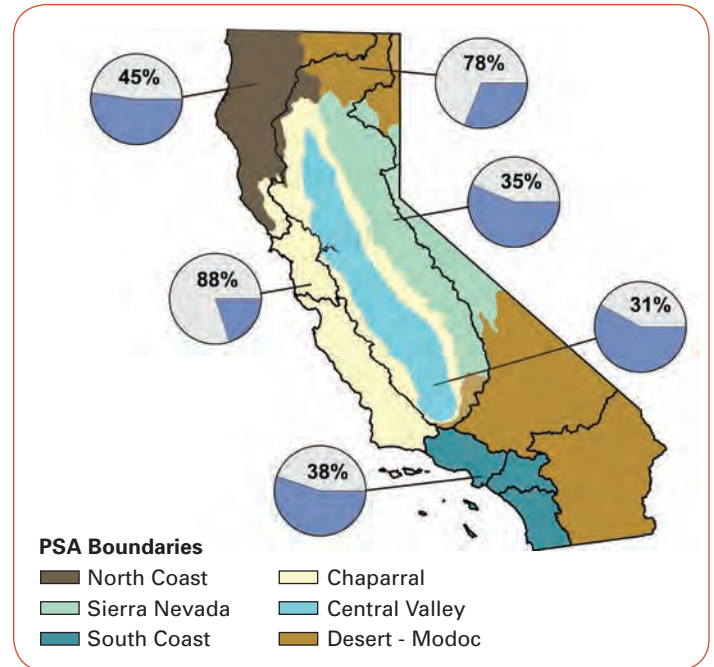 45%
78%
35%
88%
31%
38%
PSA Boundaries
North Coast
Chaparral
Sierra Nevada
Central Valley
South Coast
Desert - Modoc